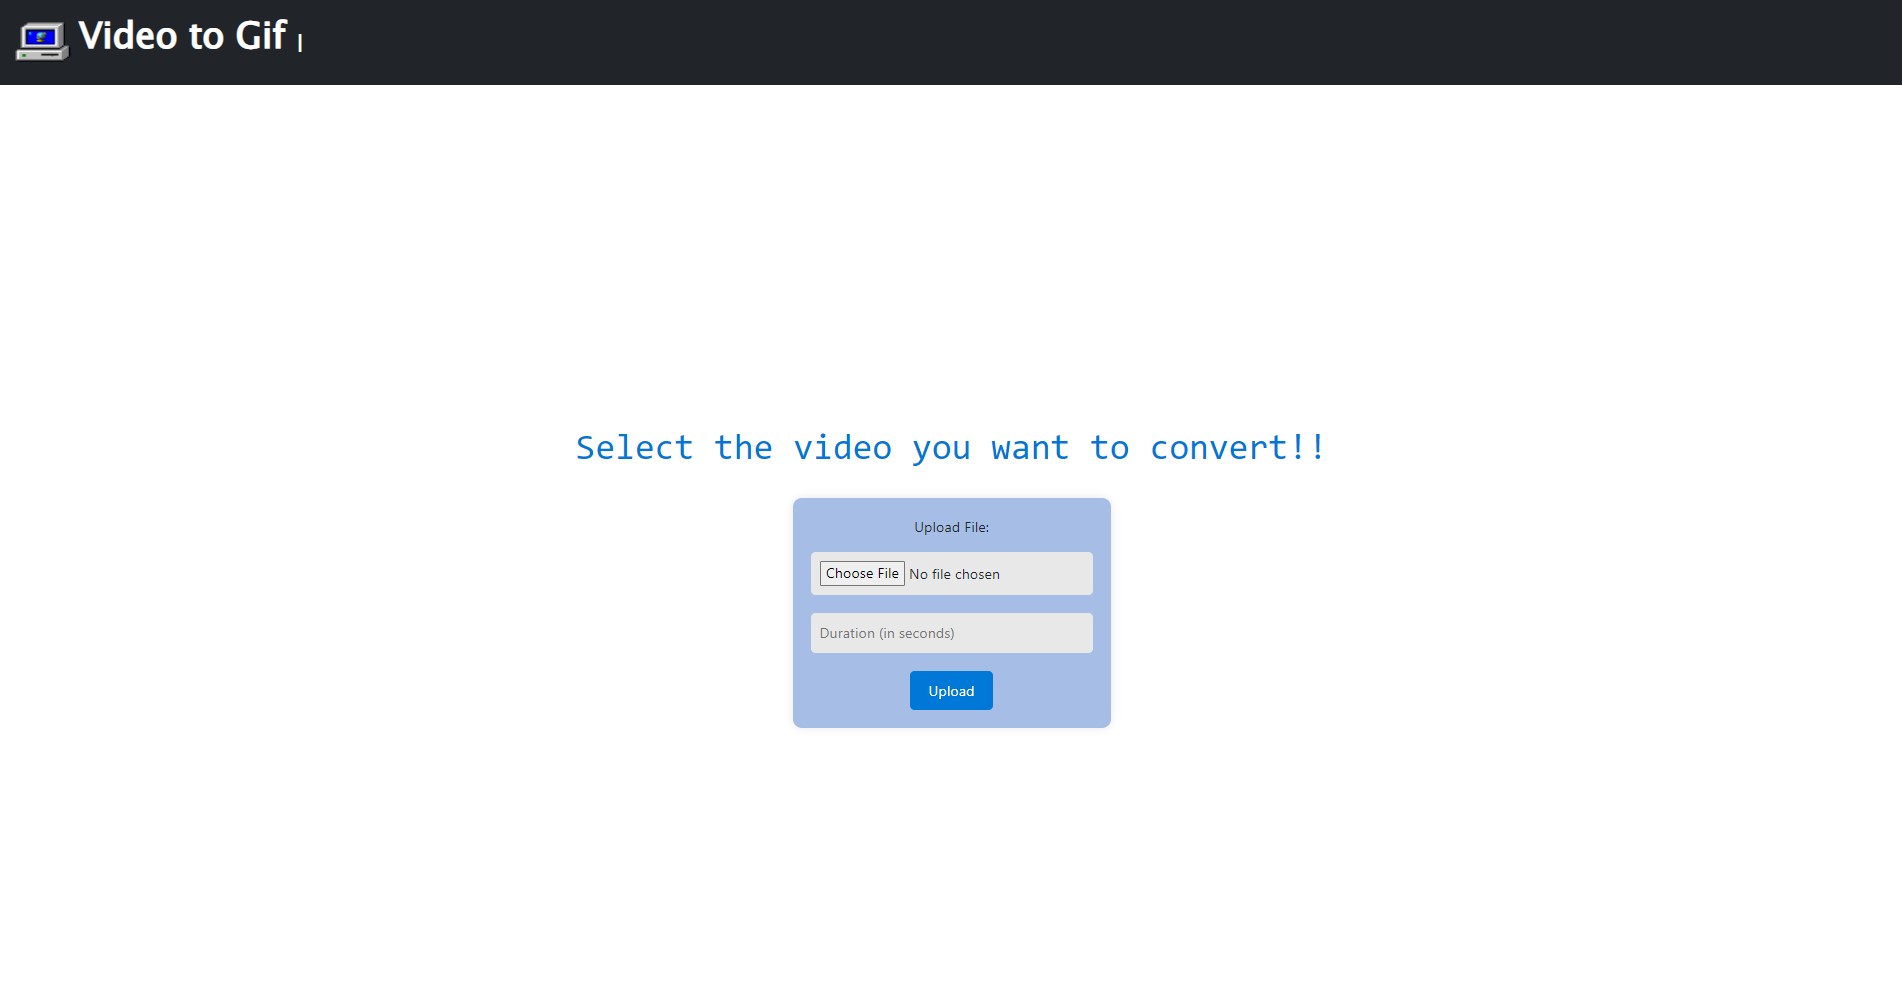 Video to Gif |
Select the video you want to convert!!
Upload File:
Choose File No file chosen
Duration (in seconds)
Upload